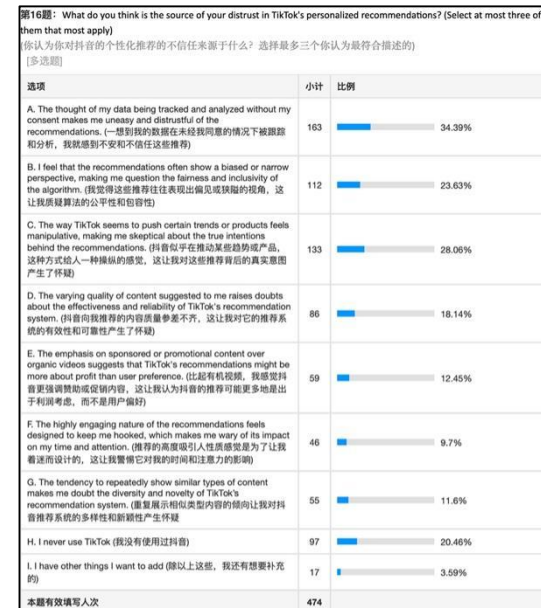 第16题：What do you think is the source of your distrust in TikTok's personalized recommendations? (Select at most three of
them that most apply)
(你认为你对抖音的个性化推荐的不信任来源于什么？选择最多三个你认为最符合描述的)
[多选题]
选项 小计 比例
A. The thought of my data being tracked and analyzed without my
consent makes me uneasy and distrustful of the
recommendations. (一想到我的数据在未经我同意的情况下被跟踪
和分析，我就感到不安和不信任这些推荐)
163 34.39%
B. I feel that the recommendations often show a biased or narrow
perspective, making me question the fairness and inclusivity of
the algorithm. (我觉得这些推荐往往表现出偏见或狭隘的视角，这
让我质疑算法的公平性和包容性)
112 23.63%
C. The way TikTok seems to push certain trends or products feels
manipulative, making me skeptical about the true intentions
behind the recommendations. (抖音似乎在推动某些趋势或产品，
这种方式给人一种操纵的感觉，这让我对这些推荐背后的真实意图
产生了怀疑)
133 28.06%
D. The varying quality of content suggested to me raises doubts
about the effectiveness and reliability of TikTok's recommendation
system. (抖音向我推荐的内容质量参差不齐，这让我对它的推荐系
统的有效性和可靠性产生了怀疑)
86 18.14%
E. The emphasis on sponsored or promotional content over
organic videos suggests that TikTok's recommendations might be
more about profit than user preference. (比起有机视频，我感觉抖
音更强调赞助或促销内容，这让我认为抖音的推荐可能更多地是出
于利润考虑，而不是用户偏好)
59 12.45%
F. The highly engaging nature of the recommendations feels
designed to keep me hooked, which makes me wary of its impact
on my time and attention. (推荐的高度吸引人性质感觉是为了让我
着迷而设计的，这让我警惕它对我的时间和注意力的影响)
46 9.7%
G. The tendency to repeatedly show similar types of content
makes me doubt the diversity and novelty of TikTok's
recommendation system. (重复展示相似类型内容的倾向让我对抖
音推荐系统的多样性和新颖性产生怀疑
55 11.6%
H. I never use TikTok (我没有使用过抖音)
97 20.46%
I. I have other things I want to add (除以上这些，我还有想要补充
的)
17 3.59%
本题有效填写人次 474